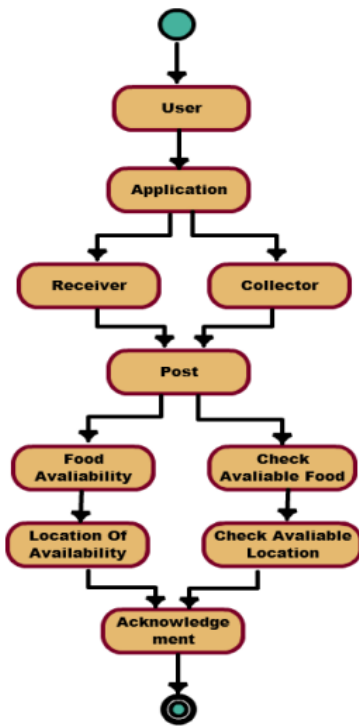 User
Application
Receiver
Collector
Post
Food
Avaliability
Check
Avaliable Food
Location Of
Availability
Check Avaliable
Location
Acknowledge
ment